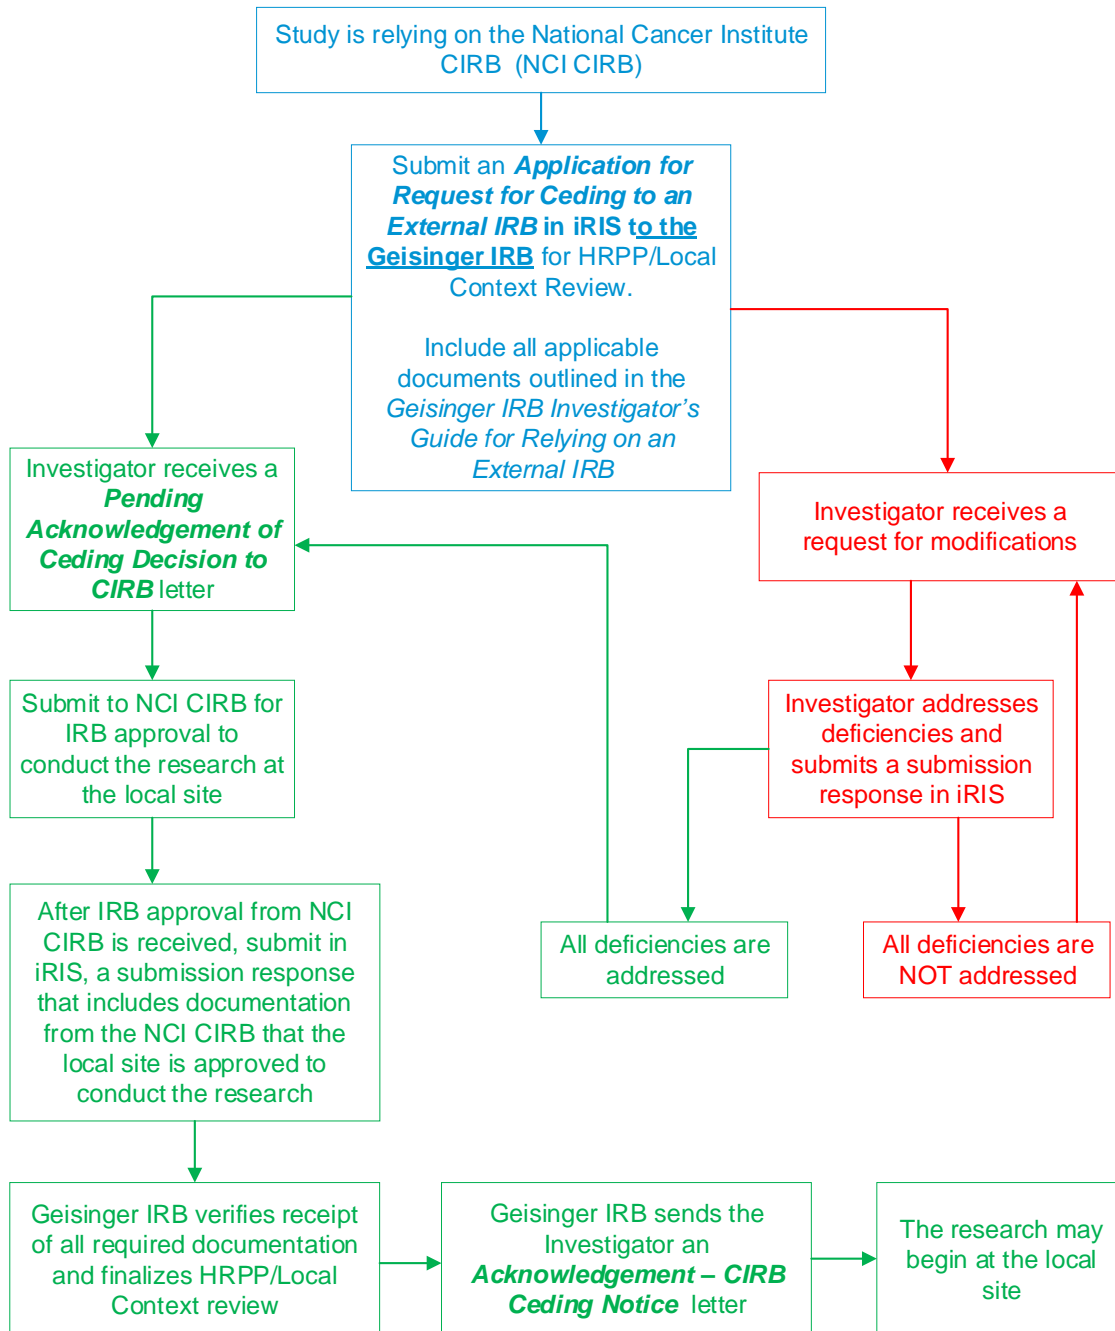 Study is relying on the National Cancer Institute
CIRB  (NCI CIRB)
Submit an Application for
Request for Ceding to an
External IRB in iRIS to the
Geisinger IRB for HRPP/Local
Context Review.
Include all applicable
documents outlined in the
Geisinger IRB Investigator’s
Guide for Relying on an
External IRB
Investigator receives a
Pending
Acknowledgement of
Ceding Decision to
CIRB letter
Investigator receives a
request for modifications
Submit to NCI CIRB for
IRB approval to
conduct the research at
the local site
Investigator addresses
deficiencies and
submits a submission
response in iRIS
After IRB approval from NCI
CIRB is received, submit in
iRIS, a submission response
that includes documentation
from the NCI CIRB that the
local site is approved to
conduct the research
All deficiencies are
addressed
All deficiencies are
NOT addressed
Geisinger IRB verifies receipt
of all required documentation
and finalizes HRPP/Local
Context review
Geisinger IRB sends the
Investigator an
Acknowledgement – CIRB
Ceding Notice  letter
The research may
begin at the local
site